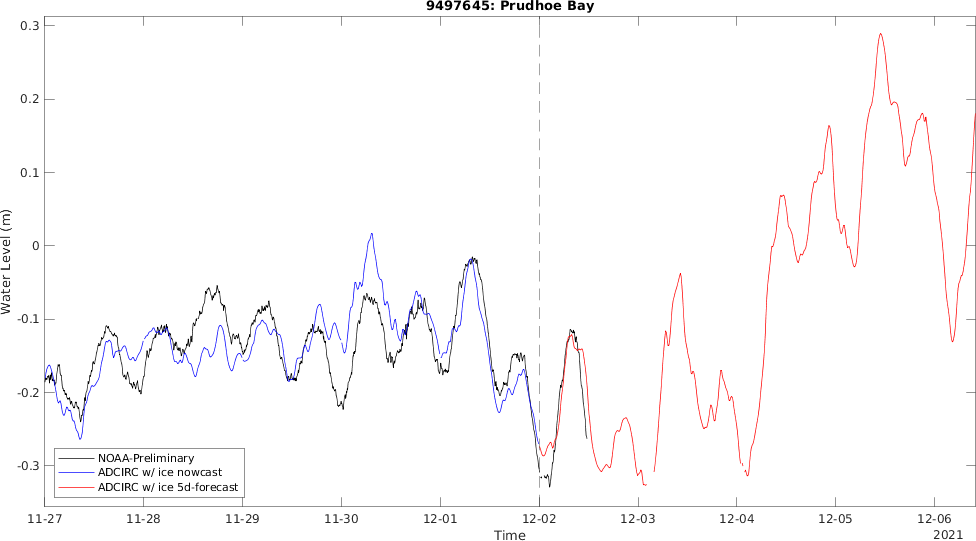 9497645: Prudhoe Bay
0.3
0.2
0.1
0
-0.1
-0.2
-0.3
Water Level (m)
NOAA-Preliminary
ADCIRC w/ ice nowcast
ADCIRC w/ ice 5d-forecast
11-27 11-28 11-29 11-30 12-01 12-02 12-03 12-04 12-05 12-06
Time
2021